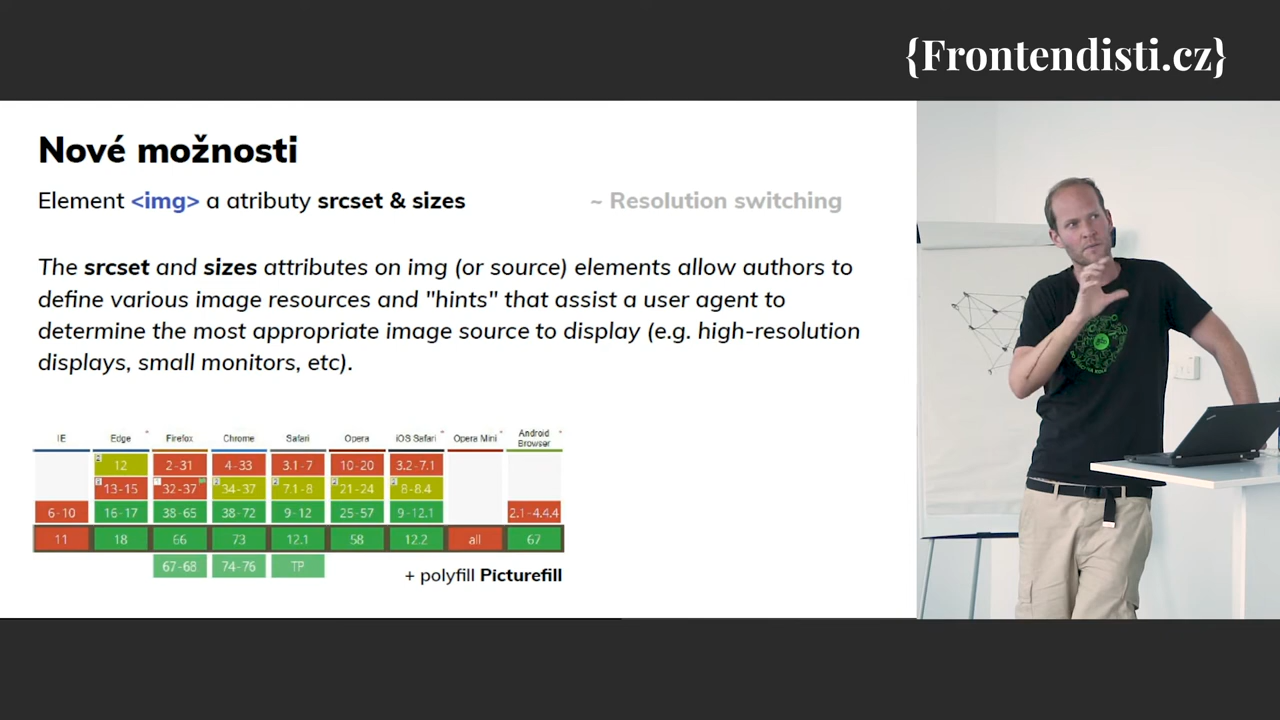 {Frontendisti.cz}
Nové možnosti
Element <img> a atributy srcset & sizes ~ Resolution switching
The srcset and sizes attributes on img (or source) elements allow authors to
define various image resources and "hints" that assist a user agent to
determine the most appropriate image source to display (e.g. high-resolution
displays, small monitors, etc).
IE Edge Firefox Chrome Safari Opera iOS Safari Opera Mini Android Browser
12 2-31 4-33 3.1-7 10-20 3.2-7.1
13-15 32-37 34-37 7.1-8 21-24 8-8.4
6-10 16-17 38-65 38-72 9-12 25-57 9-12.1 2.1-4.4.4
11 18 66 73 12.1 58 12.2 all 67
67-68 74-76 TP
+ polyfill Picturefill